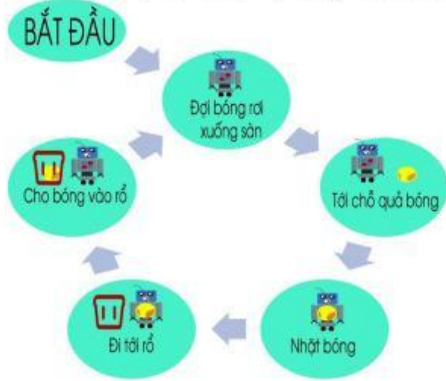 BẮT ĐẦU
Đợi bóng rơi
xuống sàn
Tới chỗ quả bóng
Nhặt bóng
Đi tới rổ
Cho bóng vào rổ